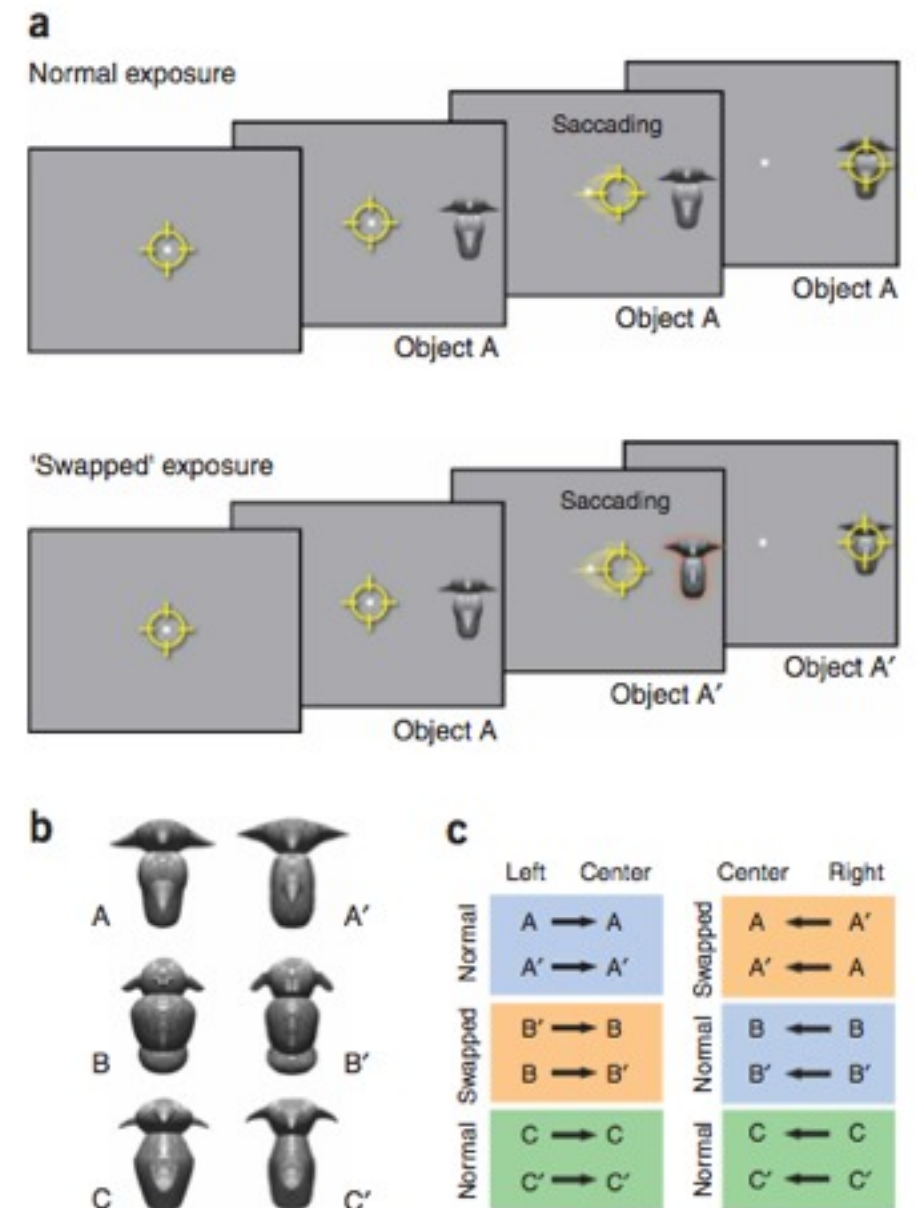 a
Normal exposure
Saccading
Object A
Object A
Object A
'Swapped' exposure
Saccading
Object A
Object A′
Object A′
b
A
A′
B
B′
C
C′
c
Left Center
Normal
A → A
A′ → A′
Swapped
B′ → B
B → B′
Normal
C → C
C′ → C′
Center Right
Swapped
A ← A′
A′ ← A
Normal
B ← B
B′ ← B′
Normal
C ← C
C′ ← C′